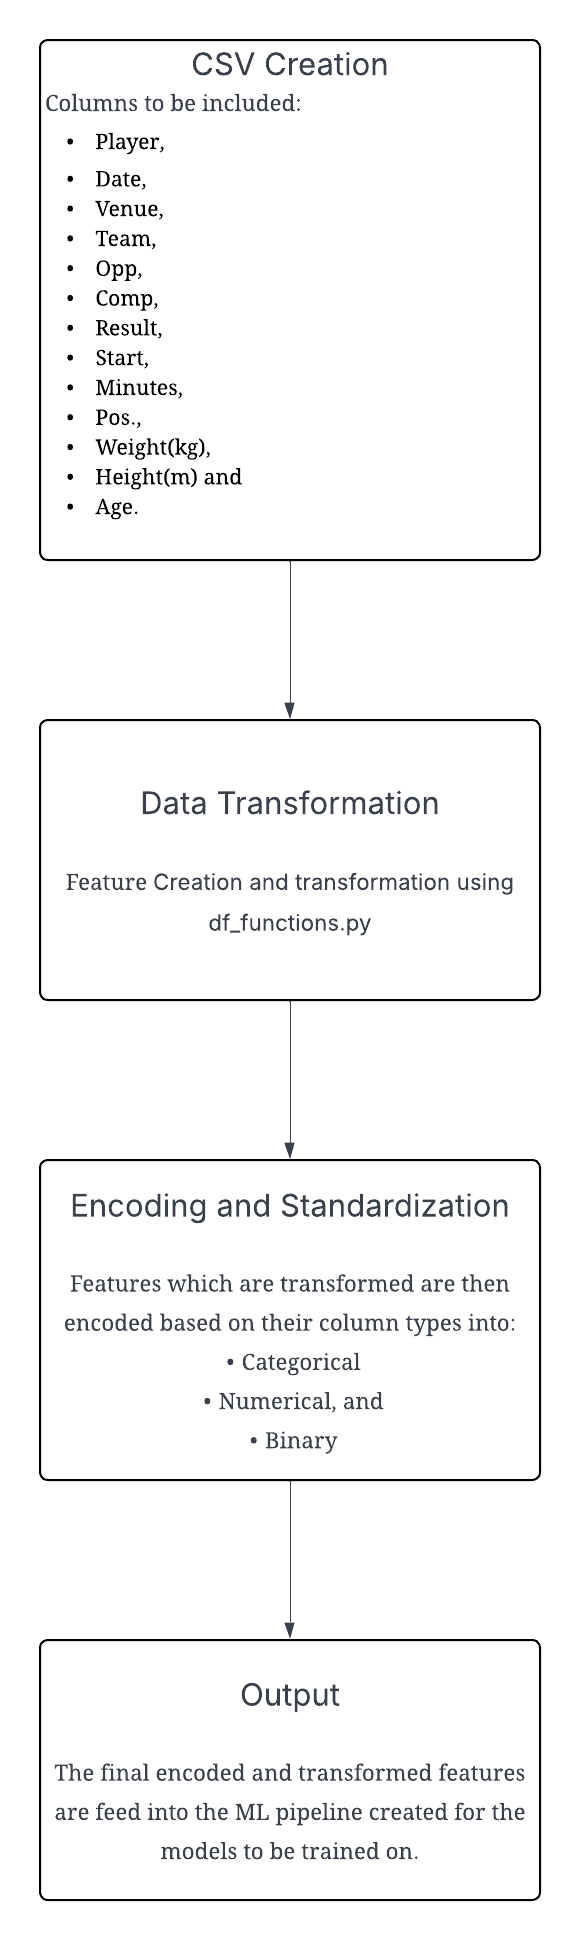 CSV Creation
Columns to be included:
• Player,
• Date,
• Venue,
• Team,
• Opp,
• Comp,
• Result,
• Start,
• Minutes,
• Pos.,
• Weight(kg),
• Height(m) and
• Age.
Data Transformation
Feature Creation and transformation using
df_functions.py
Encoding and Standardization
Features which are transformed are then
encoded based on their column types into:
• Categorical
• Numerical, and
• Binary
Output
The final encoded and transformed features
are feed into the ML pipeline created for the
models to be trained on.